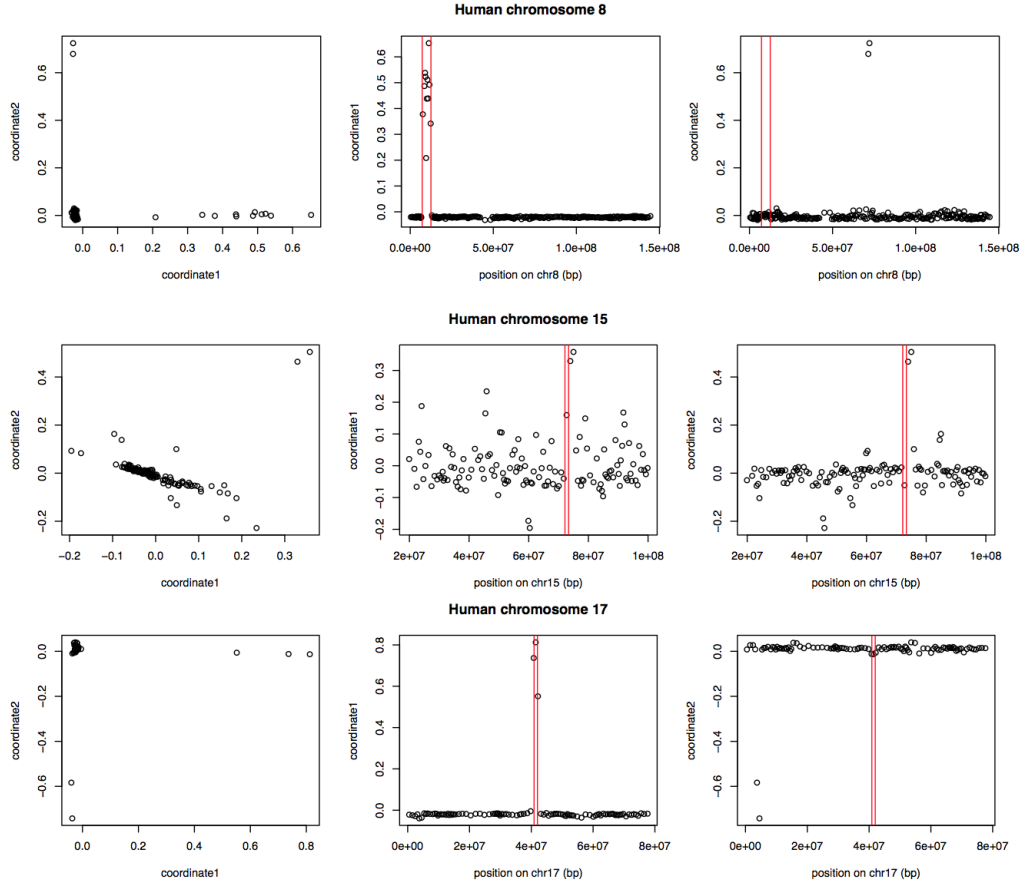 Human chromosome 8
coordinate2
0.0 0.2 0.4 0.6
0.0 0.1 0.2 0.3 0.4 0.5 0.6
coordinate1
coordinate1
0.0 0.1 0.2 0.3 0.4 0.5 0.6
0.0e+00 5.0e+07 1.0e+08 1.5e+08
position on chr8 (bp)
coordinate2
0.0 0.2 0.4 0.6
0.0e+00 5.0e+07 1.0e+08 1.5e+08
position on chr8 (bp)
Human chromosome 15
coordinate2
−0.2 0.0 0.2 0.4
−0.2 −0.1 0.0 0.1 0.2 0.3
coordinate1
coordinate1
−0.2 −0.1 0.0 0.1 0.2 0.3
2e+07 4e+07 6e+07 8e+07 1e+08
position on chr15 (bp)
coordinate2
−0.2 0.0 0.2 0.4
2e+07 4e+07 6e+07 8e+07 1e+08
position on chr15 (bp)
Human chromosome 17
coordinate2
−0.6 −0.4 −0.2 0.0
0.0 0.2 0.4 0.6 0.8
coordinate1
coordinate1
0.0 0.2 0.4 0.6 0.8
0e+00 2e+07 4e+07 6e+07 8e+07
position on chr17 (bp)
coordinate2
−0.6 −0.4 −0.2 0.0
0e+00 2e+07 4e+07 6e+07 8e+07
position on chr17 (bp)